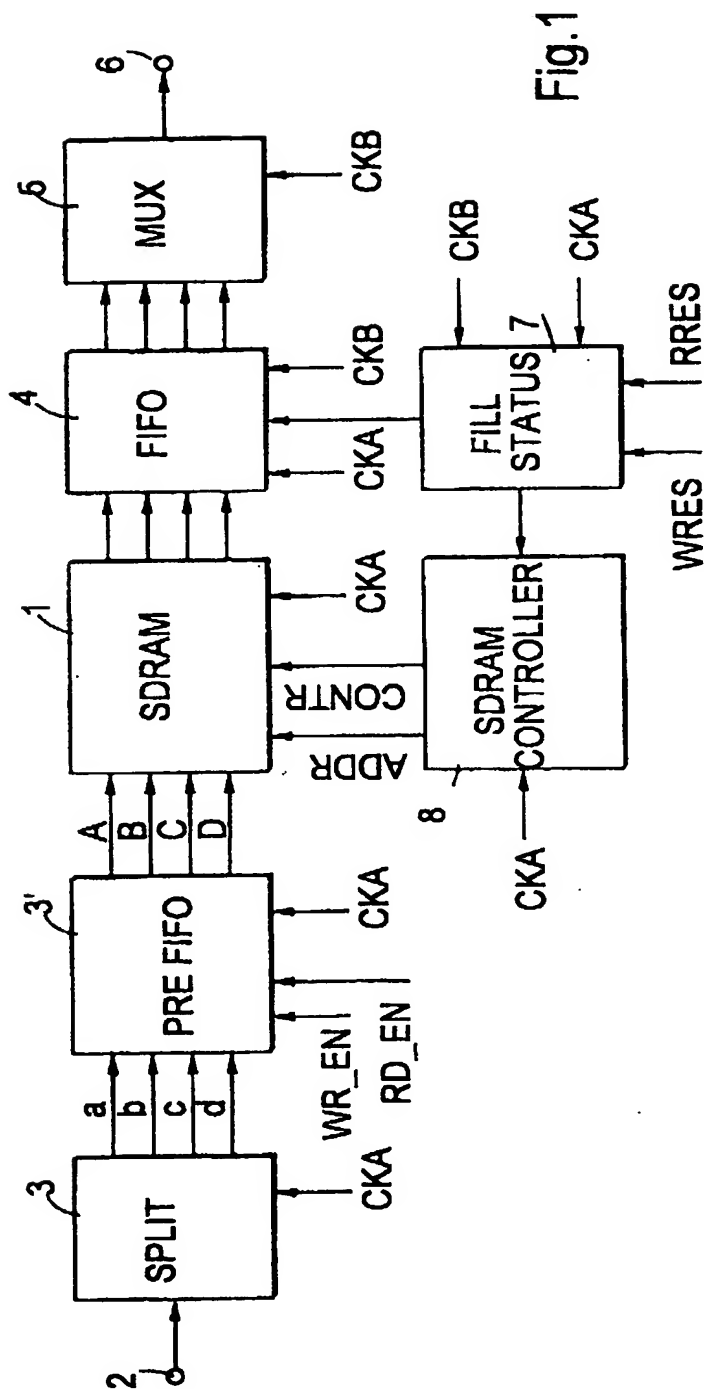 2
3
SPLIT
CKA
a
b
c
d
3'
PRE FIFO
WR_EN
RD_EN
CKA
A
B
C
D
1
SDRAM
CKA
ADDR
CONTR
4
FIFO
CKA
CKB
5
MUX
CKB
6
8
SDRAM
CONTROLLER
CKA
FILL
STATUS
7
CKB
CKA
WRES
RRES
Fig.1